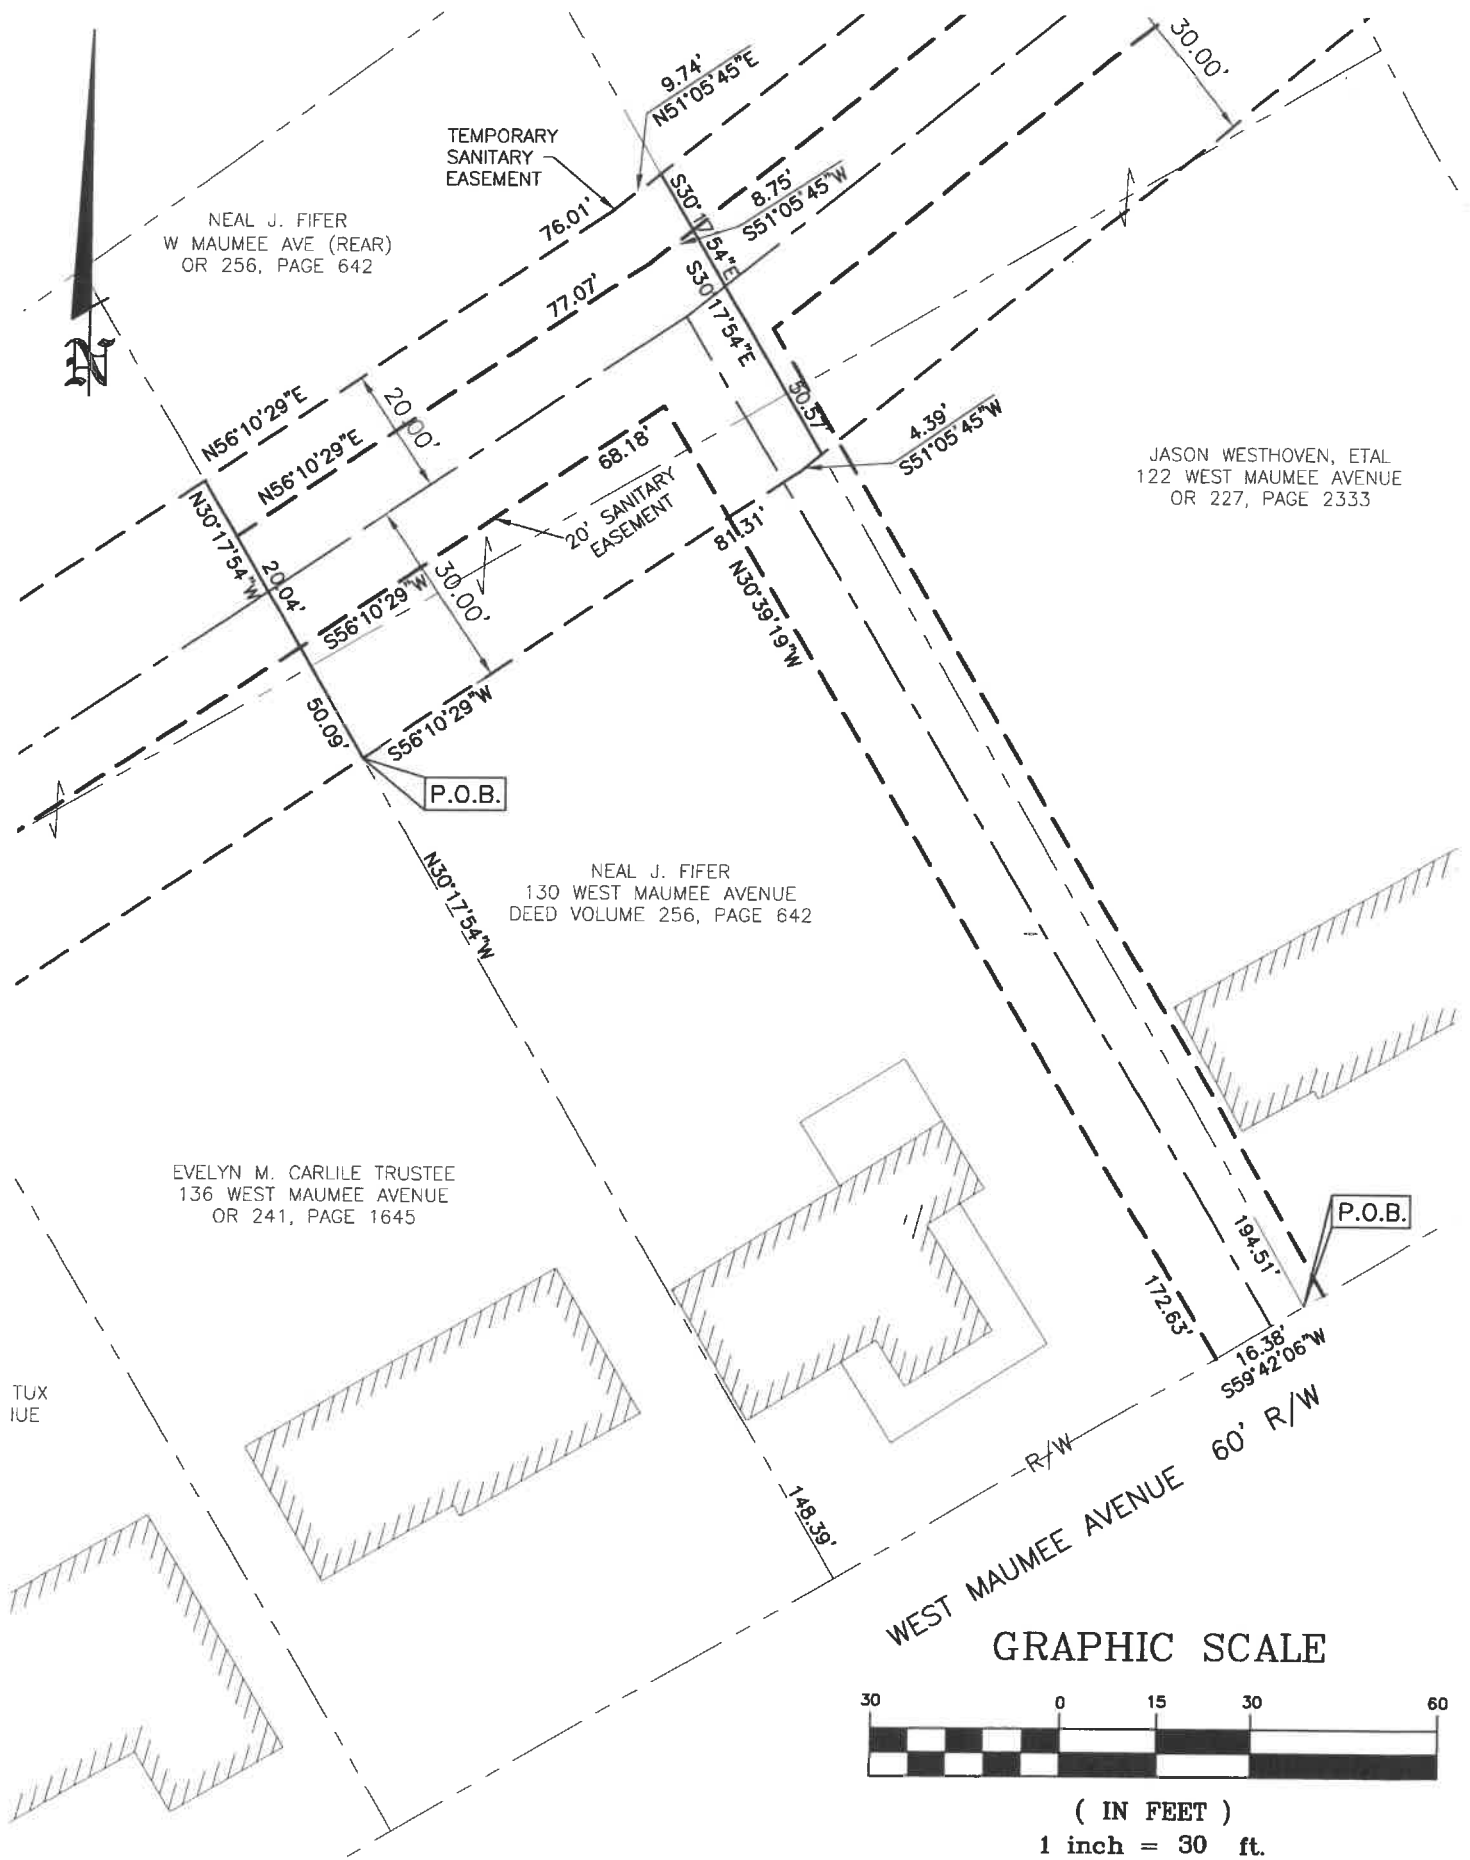 30.00'
9.74'
N51°05'45"E
TEMPORARY
SANITARY
EASEMENT
8.75'
S51°05'45"W
S30°17'54"E
S30°17'54"E
50.57'
NEAL J. FIFER
W MAUMEE AVE (REAR)
OR 256, PAGE 642
76.01'
77.07'
N
N56°10'29"E
N56°10'29"E
20.00'
68.18'
20' SANITARY
EASEMENT
4.39'
S51°05'45"W
JASON WESTHOVEN, ETAL
122 WEST MAUMEE AVENUE
OR 227, PAGE 2333
N30°17'54"W
20.04'
S56°10'29"W
30.00'
81.31'
N30°39'19"W
50.09'
S56°10'29"W
P.O.B.
N30°17'54"W
NEAL J. FIFER
130 WEST MAUMEE AVENUE
DEED VOLUME 256, PAGE 642
EVELYN M. CARLILE TRUSTEE
136 WEST MAUMEE AVENUE
OR 241, PAGE 1645
P.O.B.
194.51'
172.63'
16.38'
S59°42'06"W
TUX
148.39'
R/W
WEST MAUMEE AVENUE 60' R/W
GRAPHIC SCALE
30 0 15 30 60
( IN FEET )
1 inch = 30 ft.